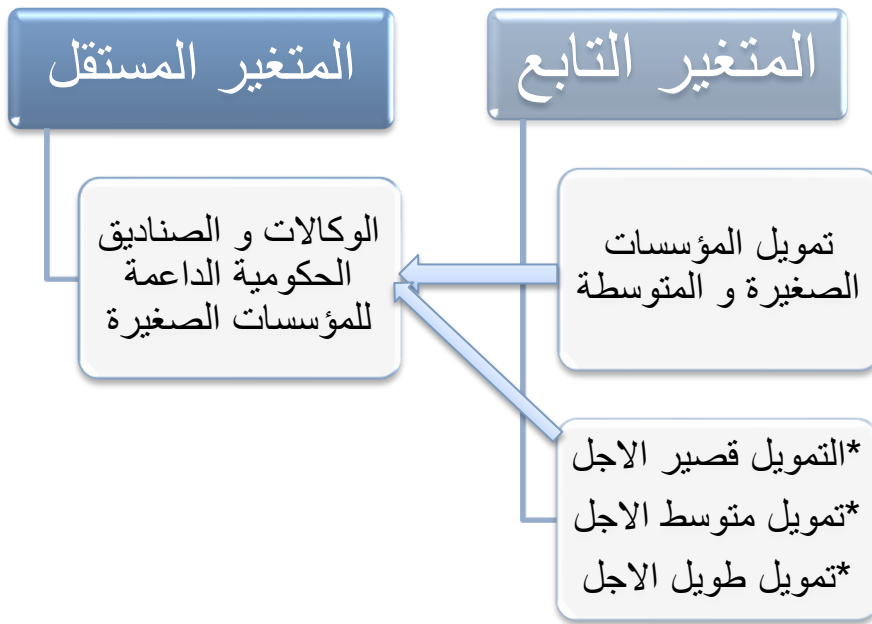 المتغير التابع
المتغير المستقل
تمويل المؤسسات
الصغيرة و المتوسطة
*التمويل قصير الاجل
*تمويل متوسط الاجل
*تمويل طويل الاجل
الوكالات و الصناديق
الحكومية الداعمة
للمؤسسات الصغيرة